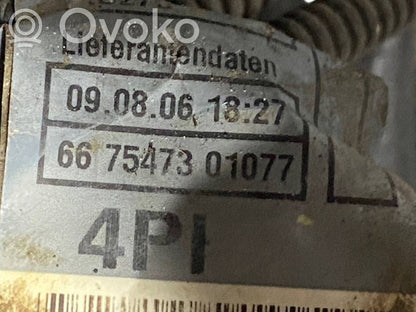 OVOKO
Lieferantendaten
09.08.06 18:27
66 75473 01077
4PI